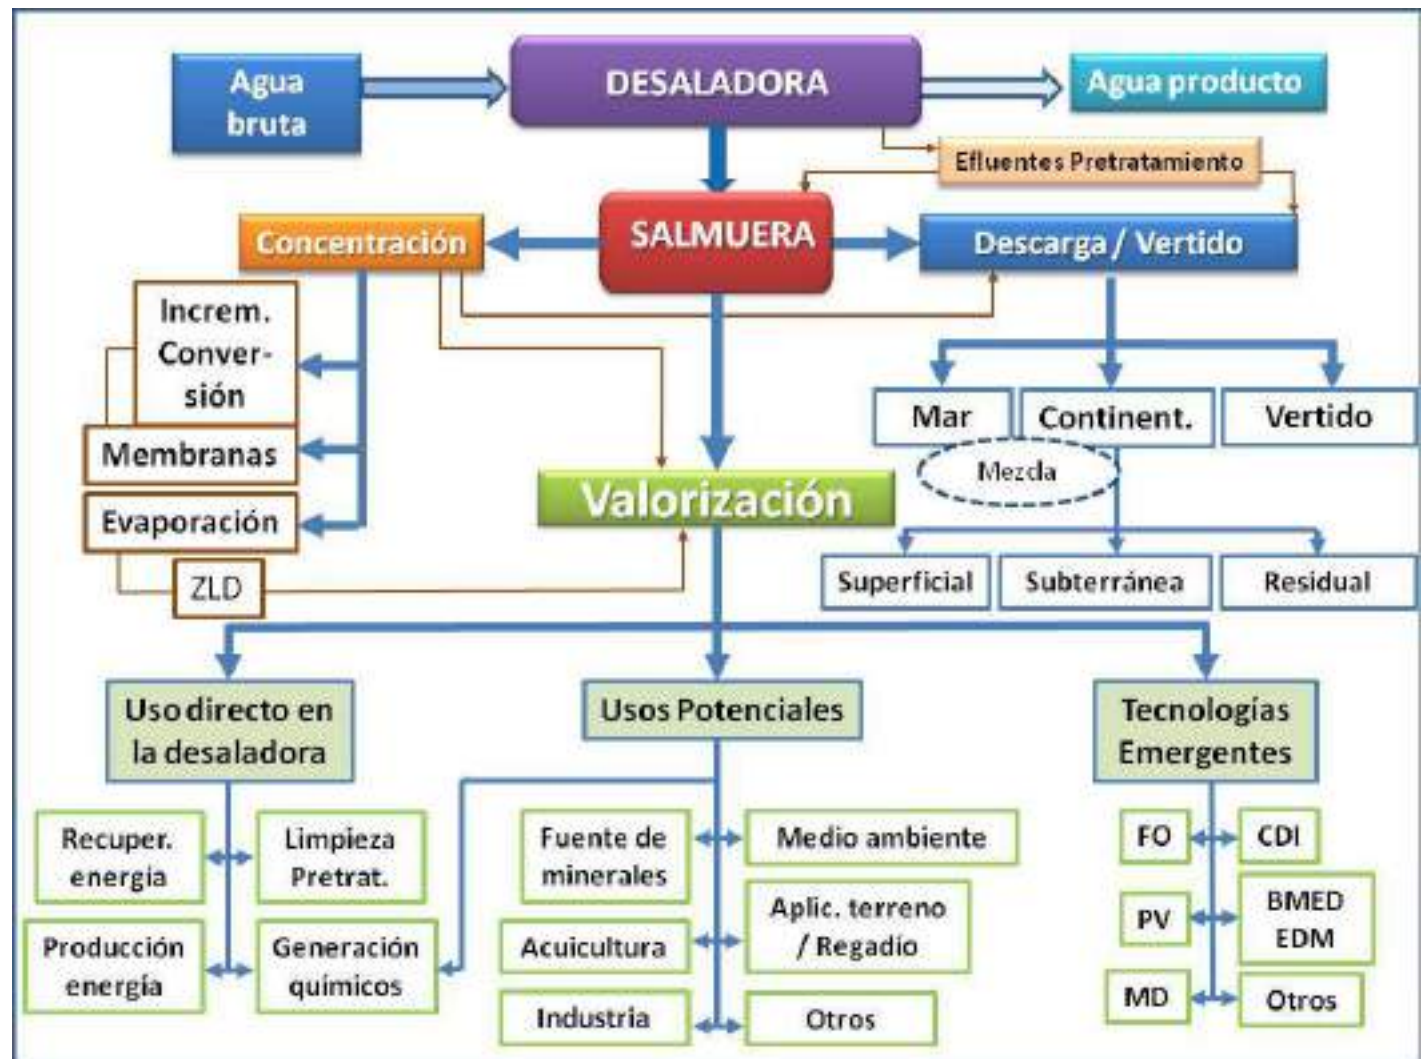 Agua
bruta
DESALADORA
Agua producto
Efluentes Pretratamiento
Concentración
SALMUERA
Descarga / Vertido
Increm.
Conver-
sión
Membranas
Evaporación
ZLD
Valorización
Mar
Continent.
Vertido
Mezcla
Superficial
Subterránea
Residual
Uso directo en
la desaladora
Usos Potenciales
Tecnologías
Emergentes
Recuper.
energía
Limpieza
Pretrat.
Producción
energía
Generación
químicos
Fuente de
minerales
Medio ambiente
Acuicultura
Aplic. terreno
/ Regadío
Industria
Otros
FO
CDI
PV
BMED
EDM
MD
Otros